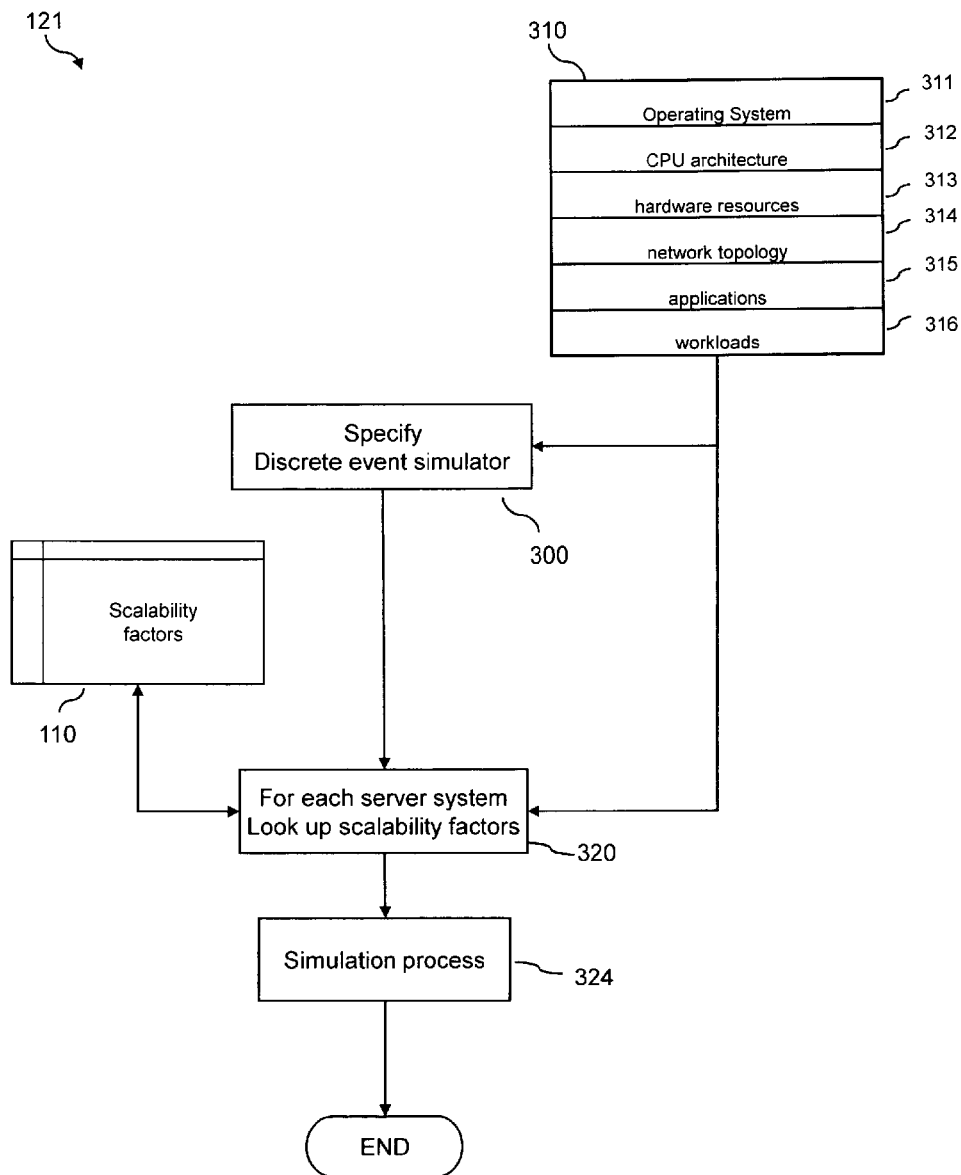 121
310
311
Operating System
312
CPU architecture
313
hardware resources
314
network topology
315
applications
316
workloads
Specify
Discrete event simulator
300
Scalability
factors
110
For each server system
Look up scalability factors
320
Simulation process
324
END